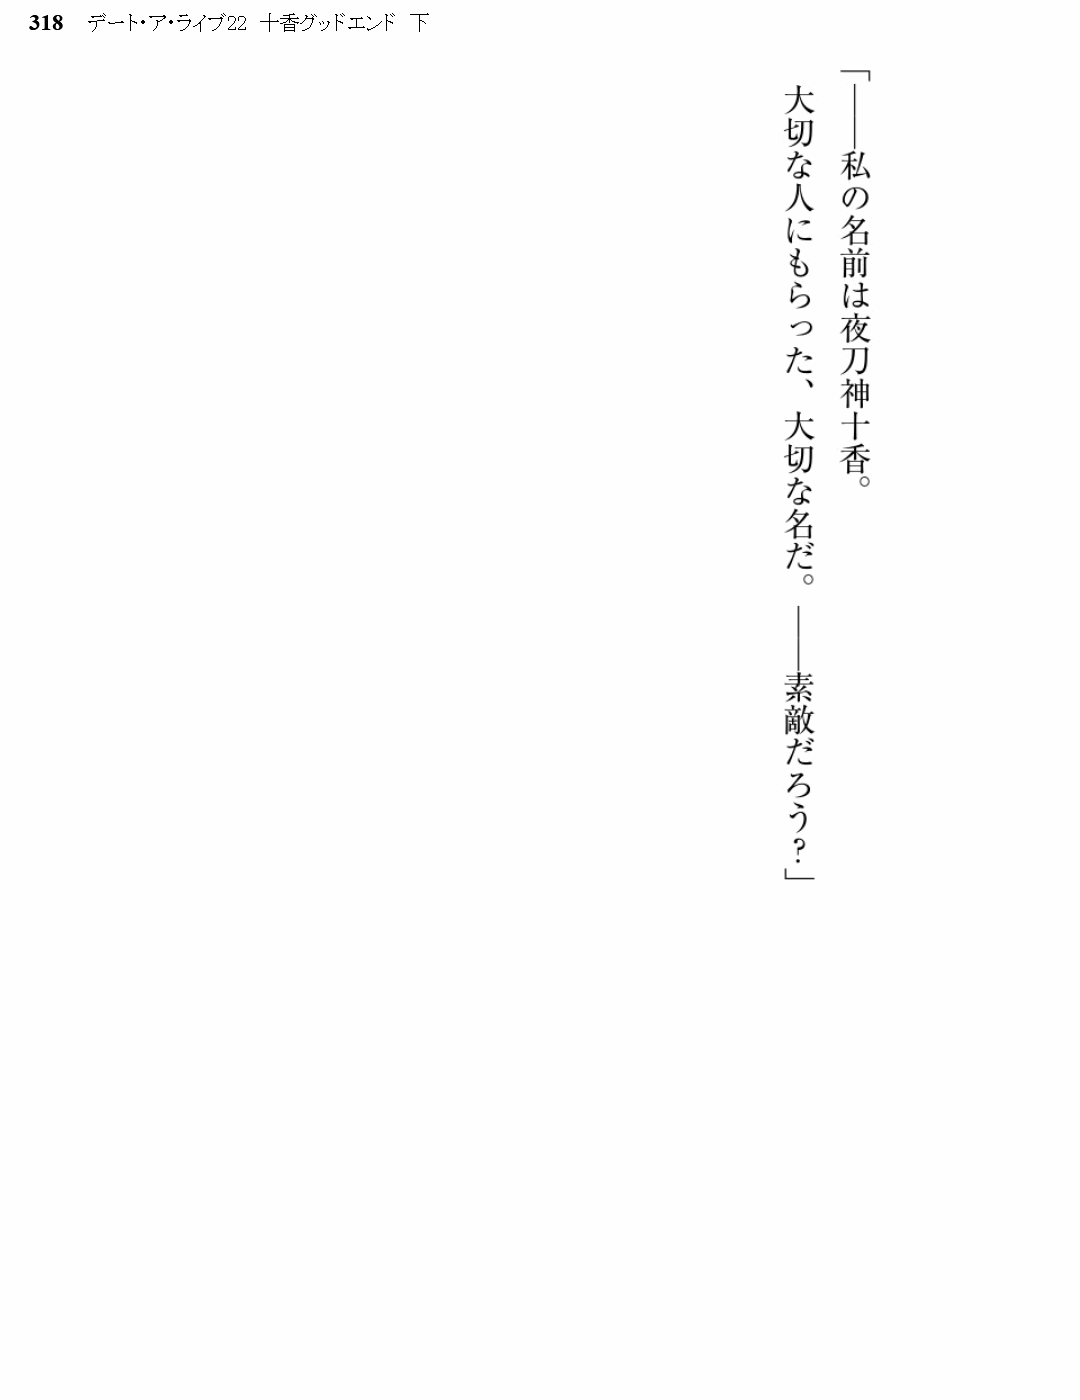 318 デート・ア・ライブ22 十香グッドエンド 下
「――私の名前は夜刀神十香。
大切な人にもらった、大切な名だ。――素敵だろう?」